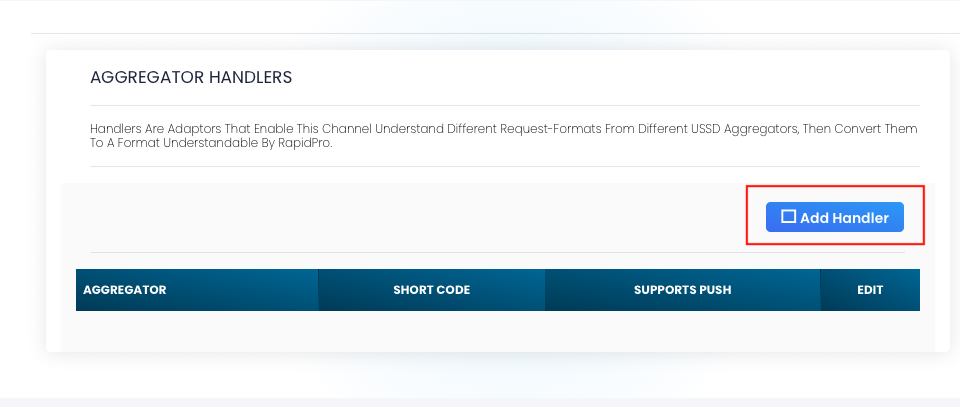 AGGREGATOR HANDLERS
Handlers Are Adaptors That Enable This Channel Understand Different Request-Formats From Different USSD Aggregators, Then Convert Them
To A Format Understandable By RapidPro.
Add Handler
AGGREGATOR SHORT CODE SUPPORTS PUSH EDIT